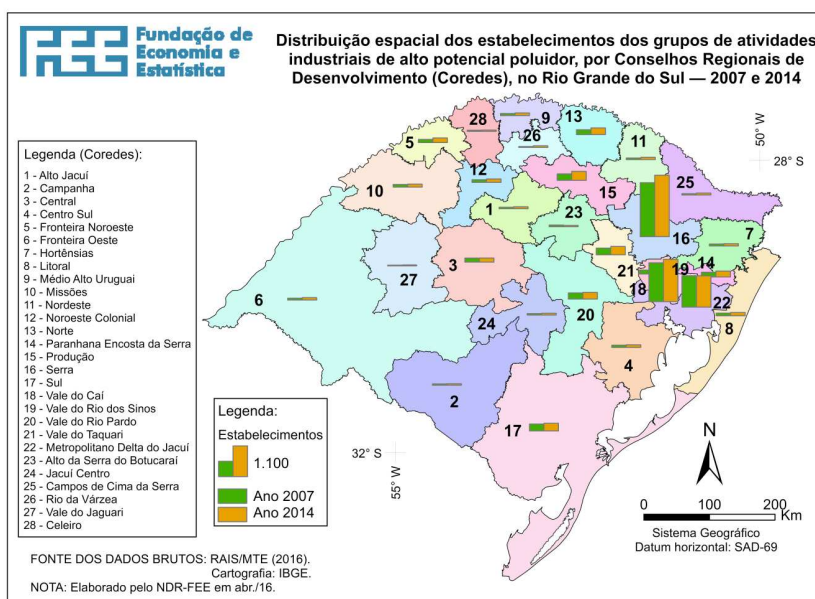 FEE
Fundação de
Economia e
Estatística
Distribuição espacial dos estabelecimentos dos grupos de atividades
industriais de alto potencial poluidor, por Conselhos Regionais de
Desenvolvimento (Coredes), no Rio Grande do Sul — 2007 e 2014
Legenda (Coredes):
1 - Alto Jacuí
2 - Campanha
3 - Central
4 - Centro Sul
5 - Fronteira Noroeste
6 - Fronteira Oeste
7 - Hortênsias
8 - Litoral
9 - Médio Alto Uruguai
10 - Missões
11 - Nordeste
12 - Noroeste Colonial
13 - Norte
14 - Paranhana Encosta da Serra
15 - Produção
16 - Serra
17 - Sul
18 - Vale do Caí
19 - Vale do Rio dos Sinos
20 - Vale do Rio Pardo
21 - Vale do Taquari
22 - Metropolitano Delta do Jacuí
23 - Alto da Serra do Botucaraí
24 - Jacuí Centro
25 - Campos de Cima da Serra
26 - Rio da Várzea
27 - Vale do Jaguari
28 - Celeiro
28
9
13
5
26
11
50° W
28° S
12
10
15
25
1
23
16
7
3
27
21
19
14
18
6
20
22
24
8
4
2
17
32° S
55° W
Legenda:
Estabelecimentos
1.100
Ano 2007
Ano 2014
N
0 100 200
Km
Sistema Geográfico
Datum horizontal: SAD-69
FONTE DOS DADOS BRUTOS: RAIS/MTE (2016).
Cartografia: IBGE.
NOTA: Elaborado pelo NDR-FEE em abr./16.